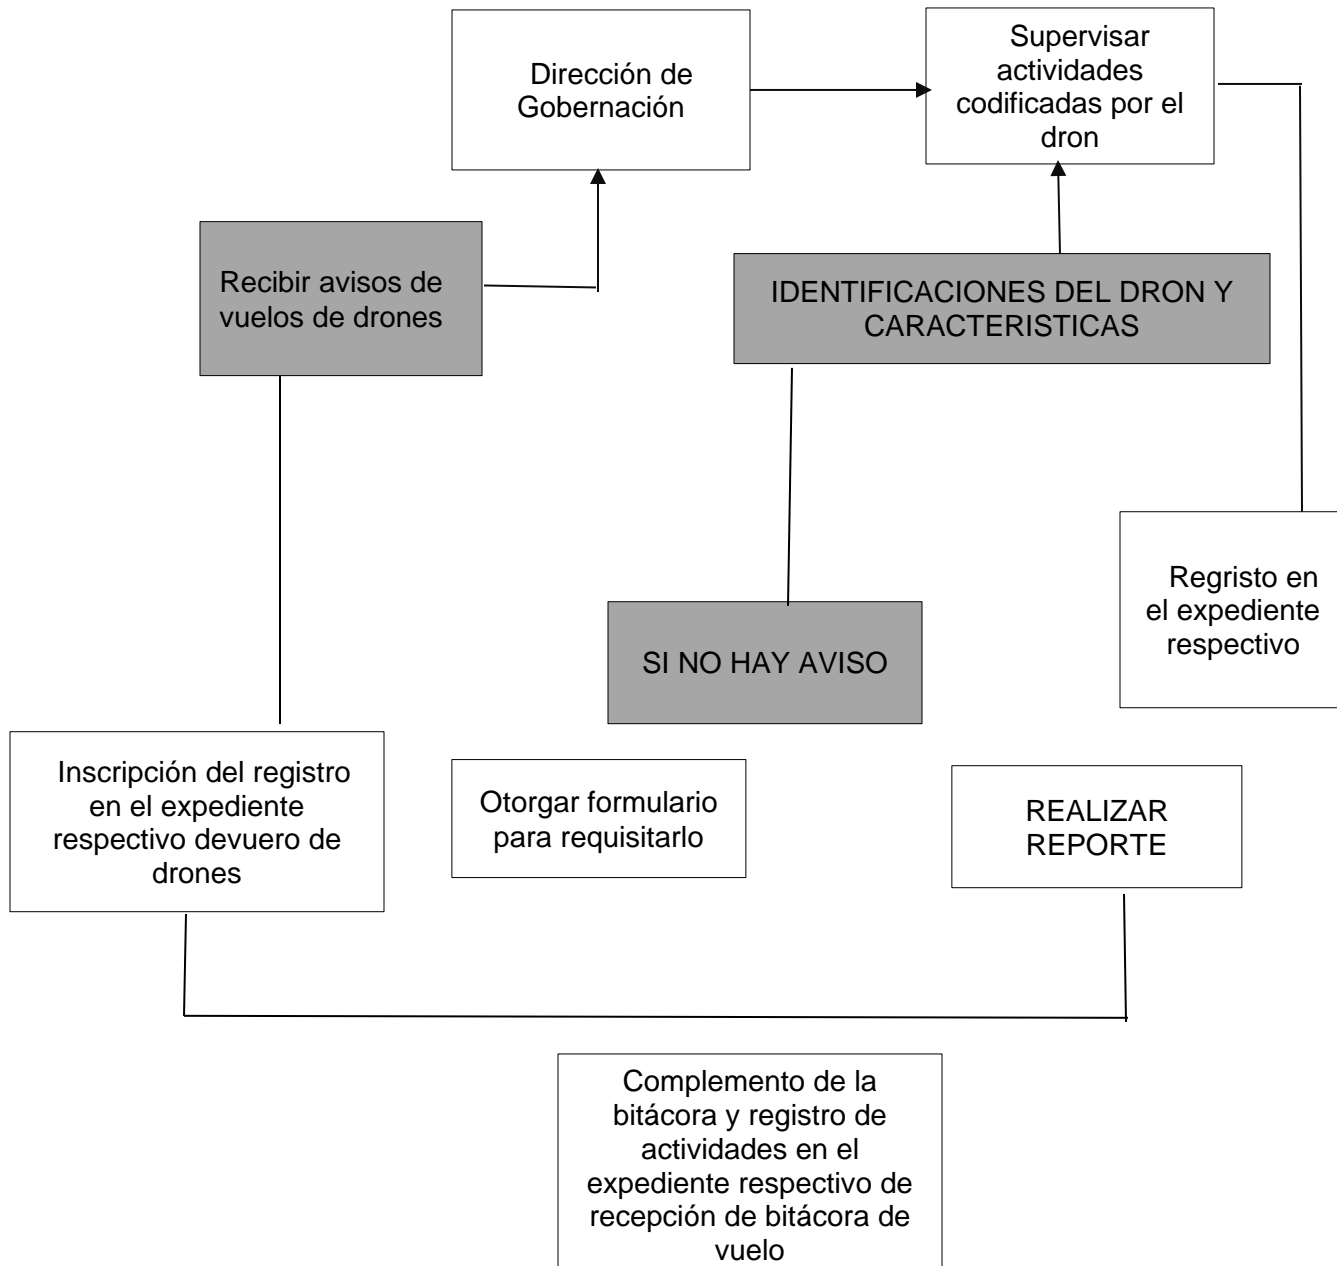 Dirección de
Gobernación
Supervisar
actividades
codificadas por el
dron
Recibir avisos de
vuelos de drones
IDENTIFICACIONES DEL DRON Y
CARACTERISTICAS
Regristo en
el expediente
respectivo
SI NO HAY AVISO
Inscripción del registro
en el expediente
respectivo devuero de
drones
Otorgar formulario
para requisitarlo
REALIZAR
REPORTE
Complemento de la
bitácora y registro de
actividades en el
expediente respectivo de
recepción de bitácora de
vuelo